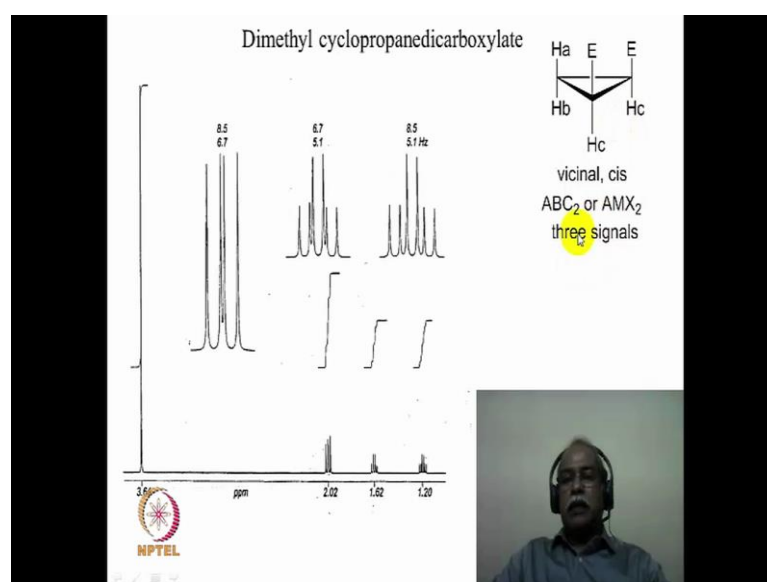 Dimethyl cyclopropanedicarboxylate
Ha E E
Hb Hc
Hc
vicinal, cis
ABC₂ or AMX₂
three signals
8.5
6.7
6.7
5.1
8.5
5.1 Hz
ppm 2.02 1.62 1.20
NPTEL